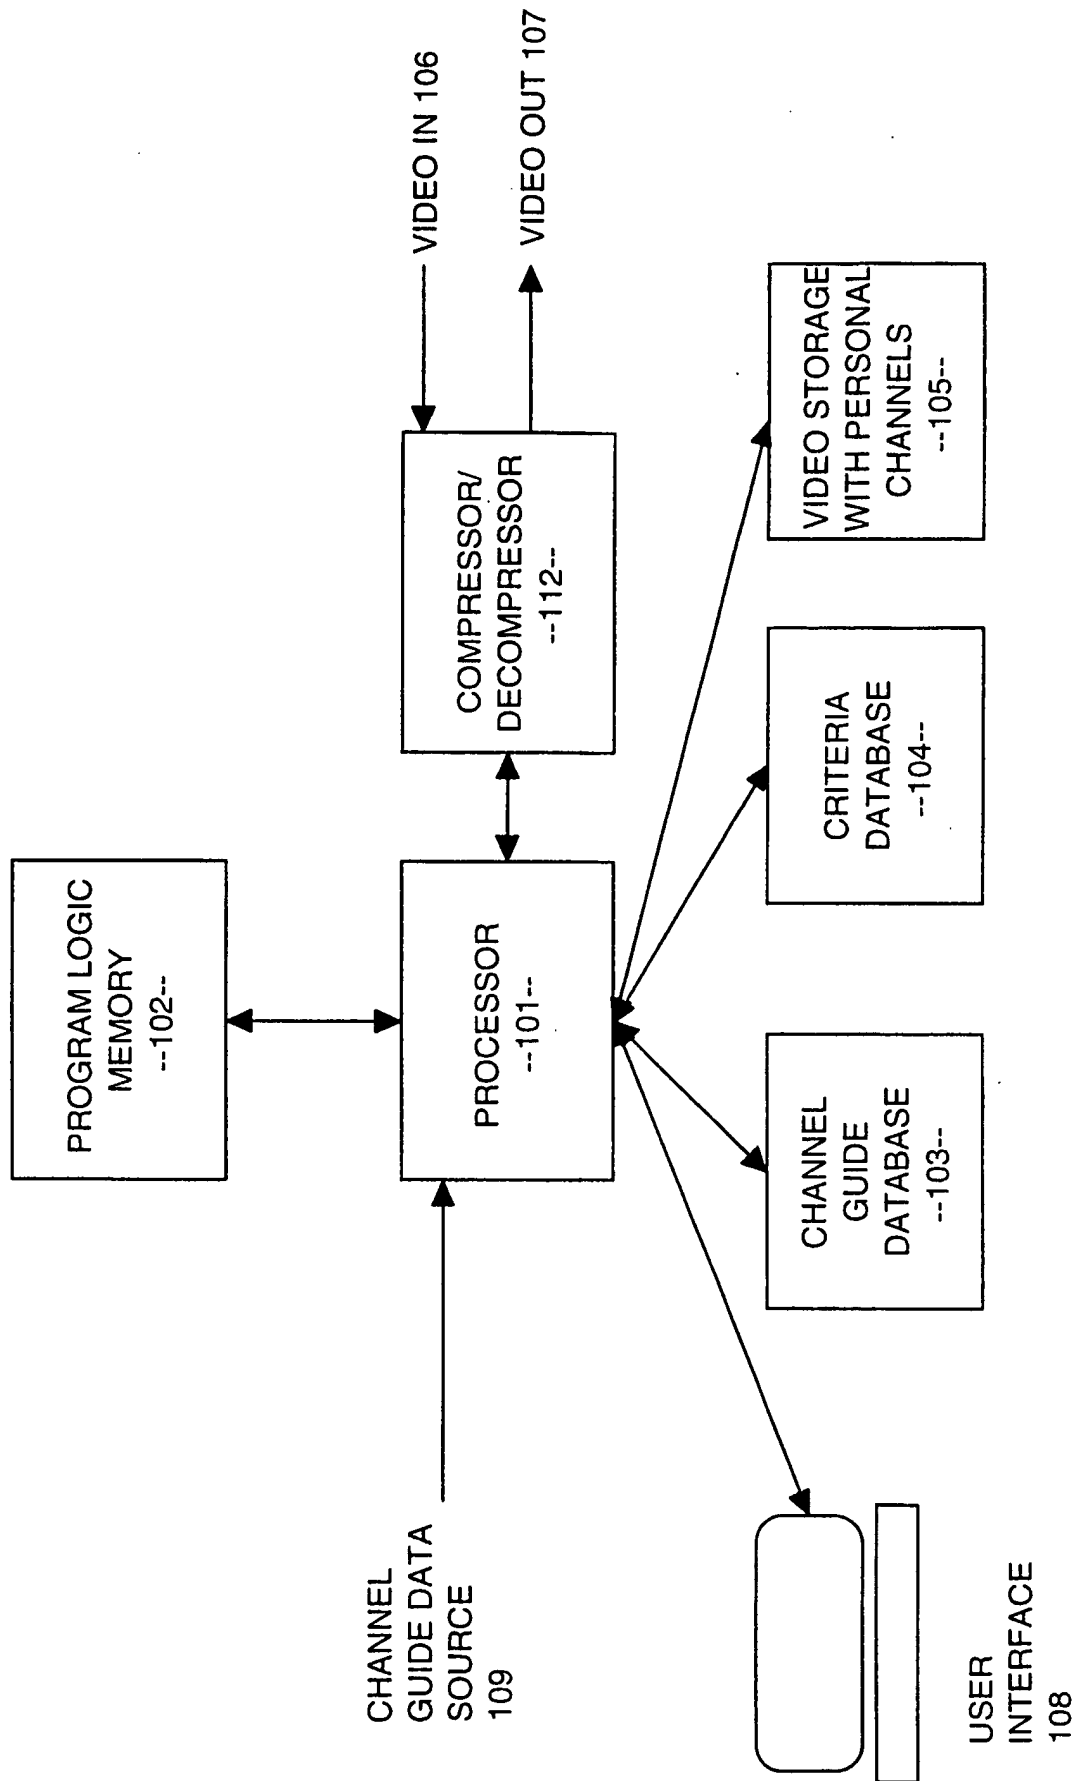 PROGRAM LOGIC
MEMORY
--102--
CHANNEL
GUIDE DATA
SOURCE
109
PROCESSOR
--101--
COMPRESSOR/
DECOMPRESSOR
--112--
VIDEO IN 106
VIDEO OUT 107
USER
INTERFACE
108
CHANNEL
GUIDE
DATABASE
--103--
CRITERIA
DATABASE
--104--
VIDEO STORAGE
WITH PERSONAL
CHANNELS
--105--